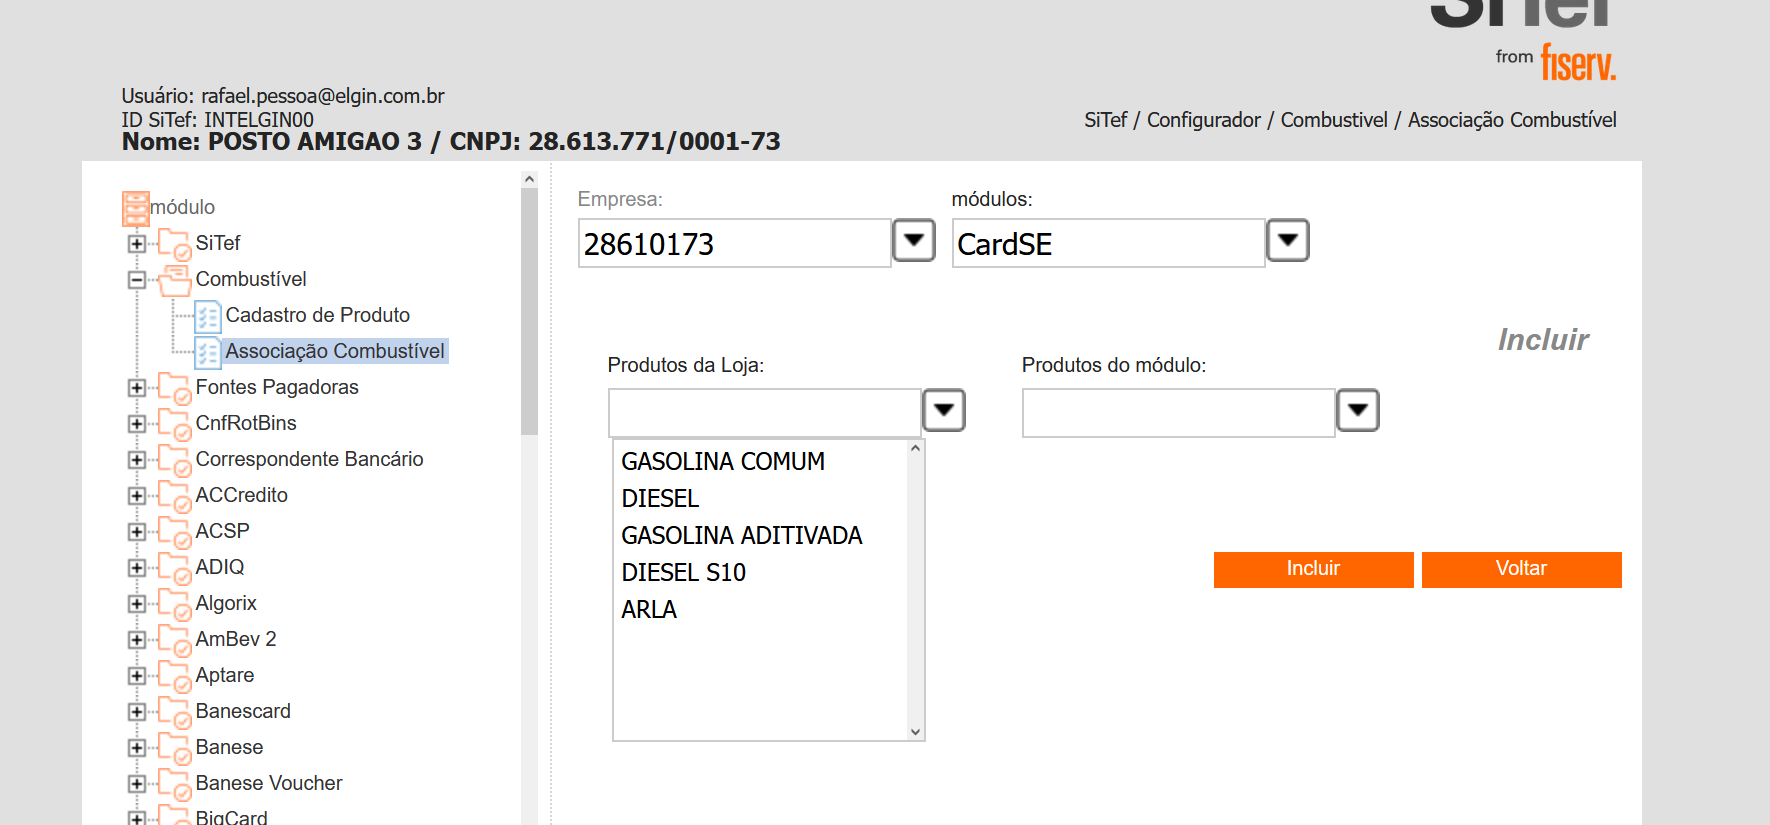 SiTef
from fiserv.
Usuário: rafael.pessoa@elgin.com.br
ID SiTef: INTELGIN00
Nome: POSTO AMIGAO 3 / CNPJ: 28.613.771/0001-73
SiTef / Configurador / Combustivel / Associação Combustível
módulo
SiTef
Combustível
Cadastro de Produto
Associação Combustível
Fontes Pagadoras
CnfRotBins
Correspondente Bancário
ACCredito
ACSP
ADIQ
Algorix
AmBev 2
Aptare
Banescard
Banese
Banese Voucher
BigCard
Empresa:
módulos:
28610173
CardSE
Incluir
Produtos da Loja:
Produtos do módulo:
GASOLINA COMUM
DIESEL
GASOLINA ADITIVADA
DIESEL S10
ARLA
Incluir
Voltar